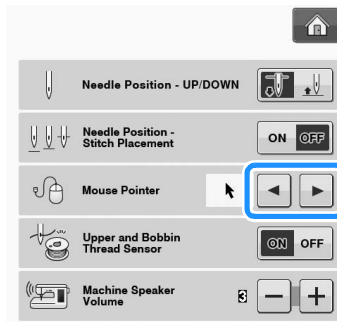 Needle Position - UP/DOWN
Needle Position -
Stitch Placement
ON OFF
Mouse Pointer
Upper and Bobbin
Thread Sensor
ON OFF
Machine Speaker
Volume
3